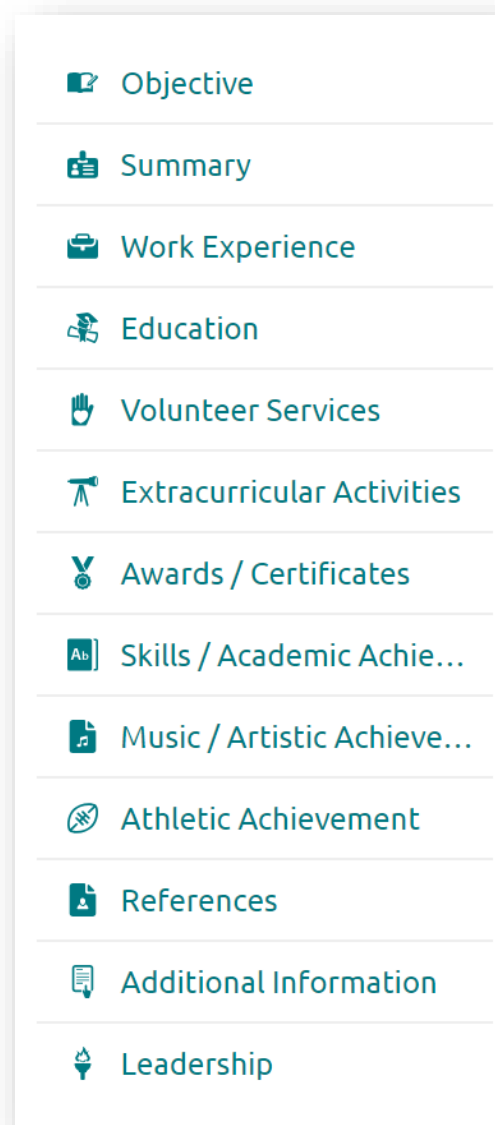 Objective
Summary
Work Experience
Education
Volunteer Services
Extracurricular Activities
Awards / Certificates
Ab
Skills / Academic Achie...
Music / Artistic Achieve...
Athletic Achievement
References
Additional Information
Leadership